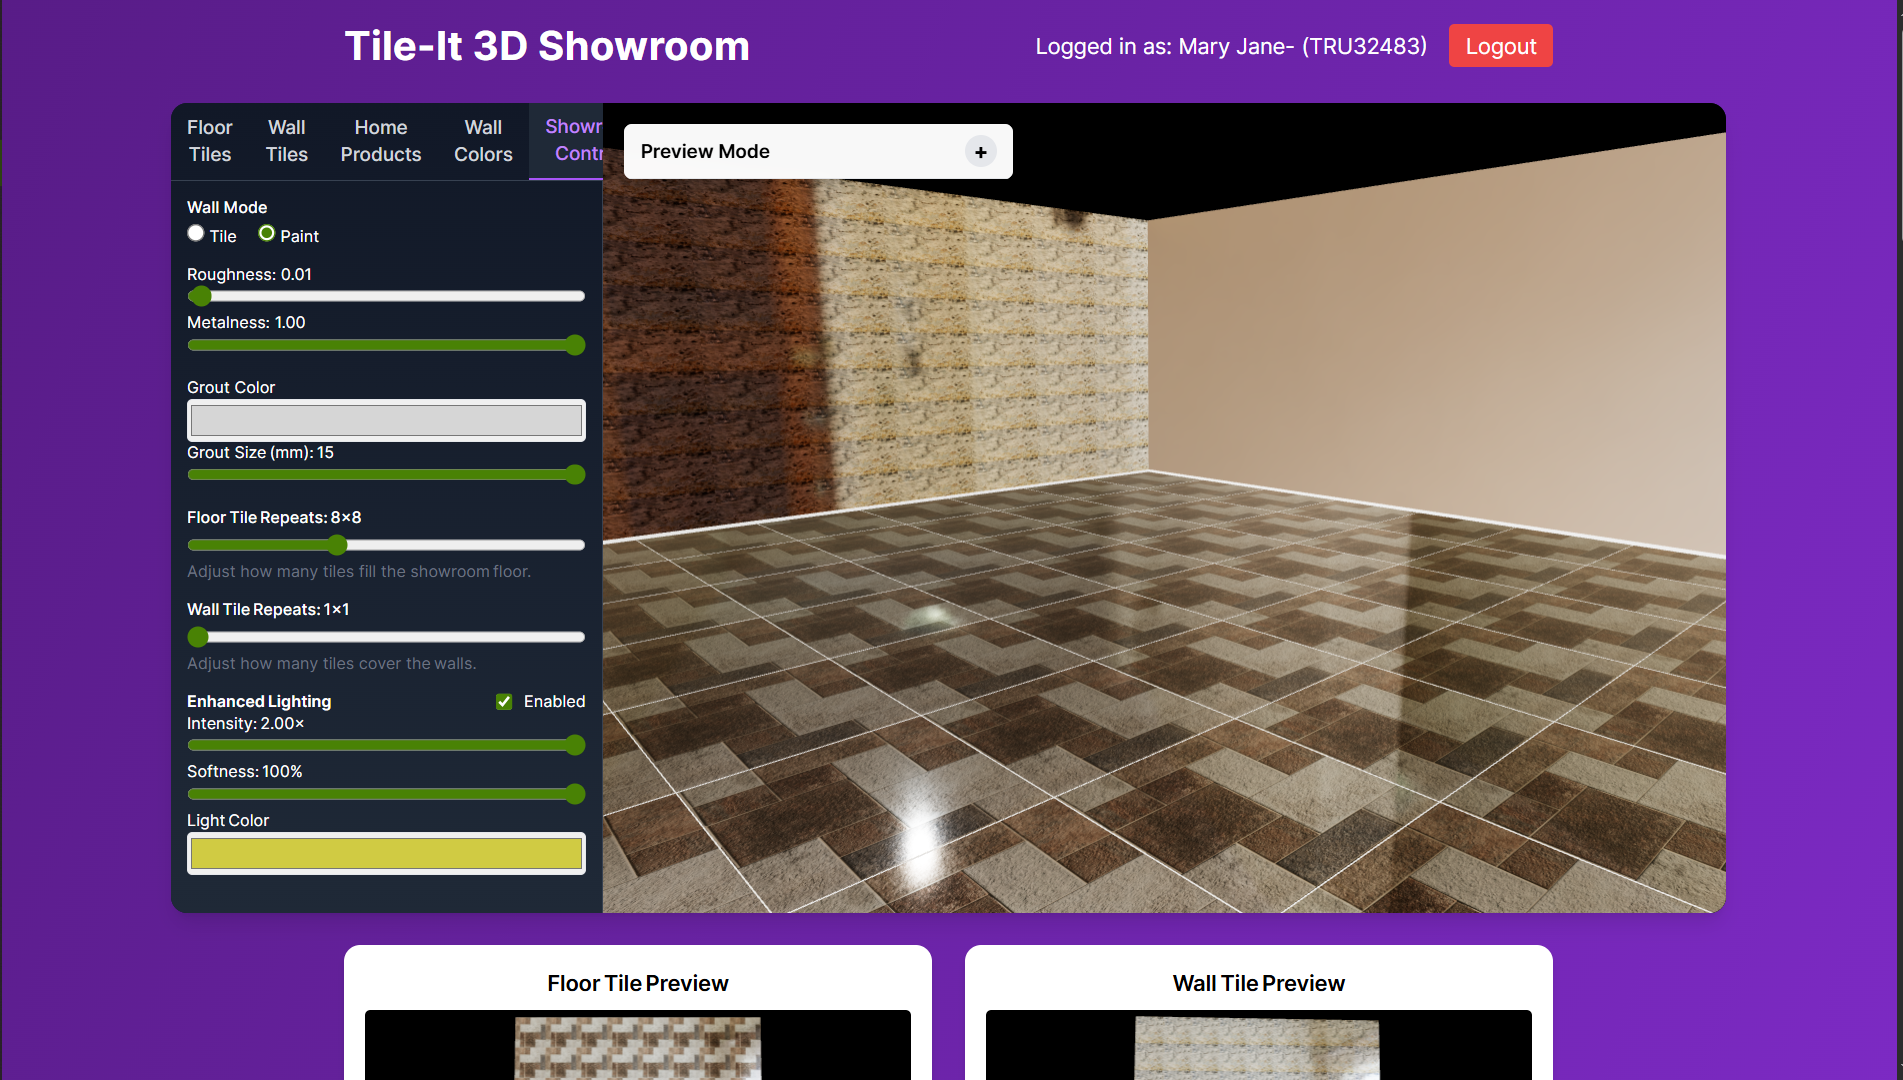 Tile-It 3D Showroom
Logged in as: Mary Jane- (TRU32483)
Logout
Floor
Tiles
Wall
Tiles
Home
Products
Wall
Colors
Showr
Contr
Preview Mode
+
Wall Mode
Tile
Paint
Roughness: 0.01
Metalness: 1.00
Grout Color
Grout Size (mm): 15
Floor Tile Repeats: 8×8
Adjust how many tiles fill the showroom floor.
Wall Tile Repeats: 1×1
Adjust how many tiles cover the walls.
Enhanced Lighting
Enabled
Intensity: 2.00×
Softness: 100%
Light Color
Floor Tile Preview
Wall Tile Preview